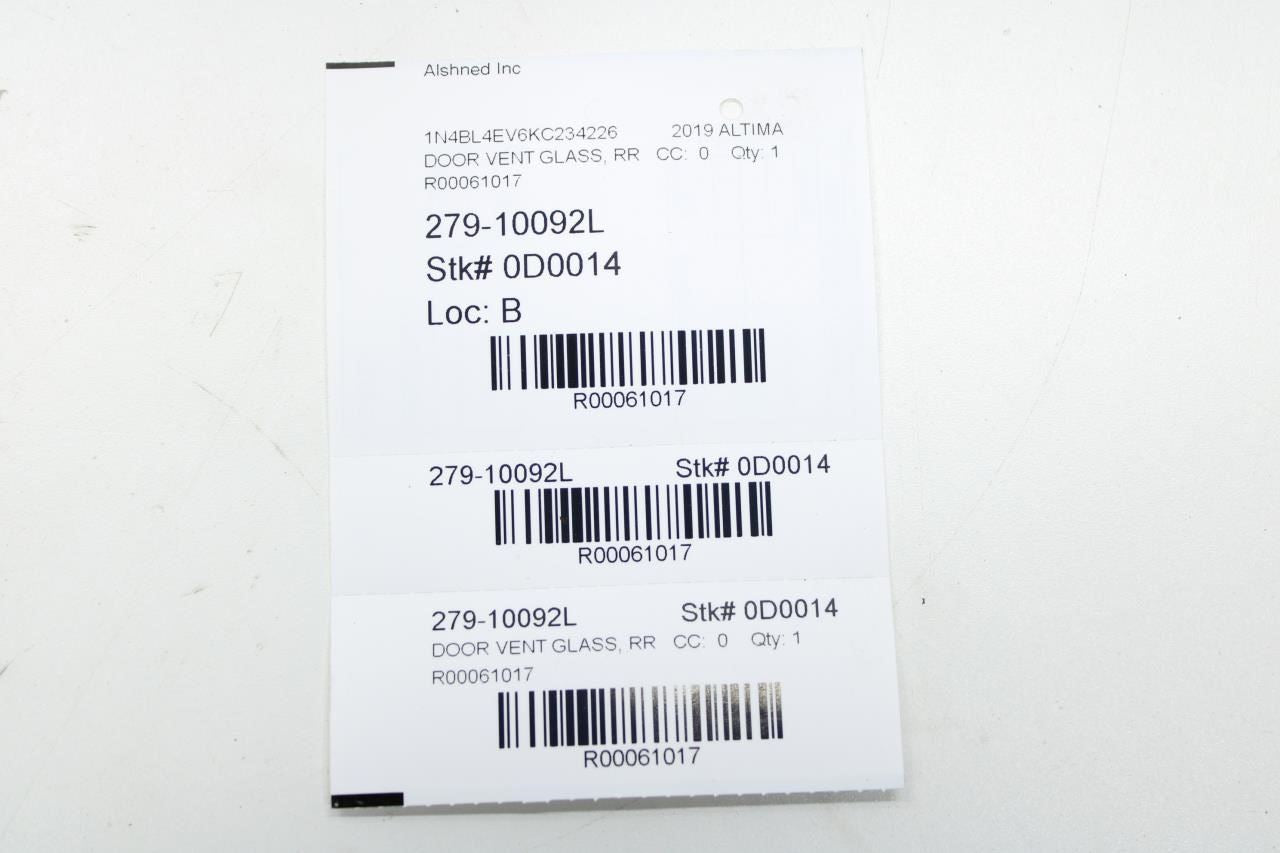 Alshned Inc
1N4BL4EV6KC234226 2019 ALTIMA
DOOR VENT GLASS, RR CC: 0 Qty: 1
R00061017
279-10092L
Stk# 0D0014
Loc: B
R00061017
279-10092L Stk# 0D0014
R00061017
279-10092L Stk# 0D0014
DOOR VENT GLASS, RR CC: 0 Qty: 1
R00061017
R00061017